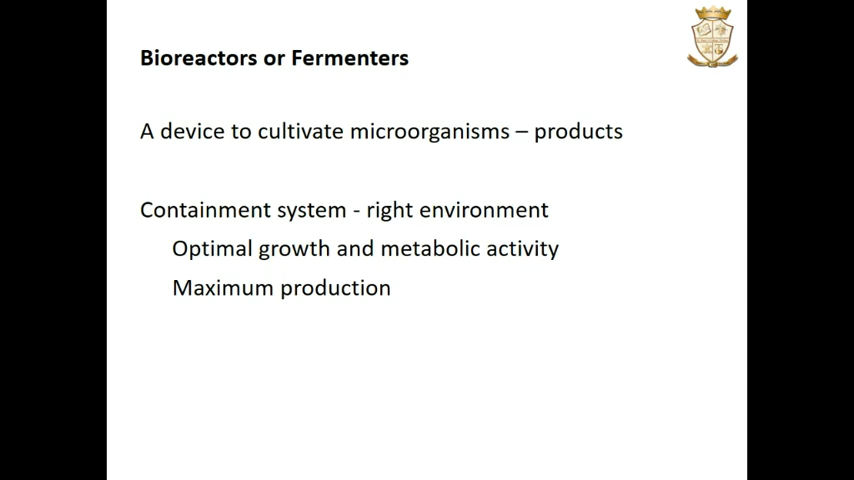 Bioreactors or Fermenters
A device to cultivate microorganisms – products
Containment system - right environment
Optimal growth and metabolic activity
Maximum production